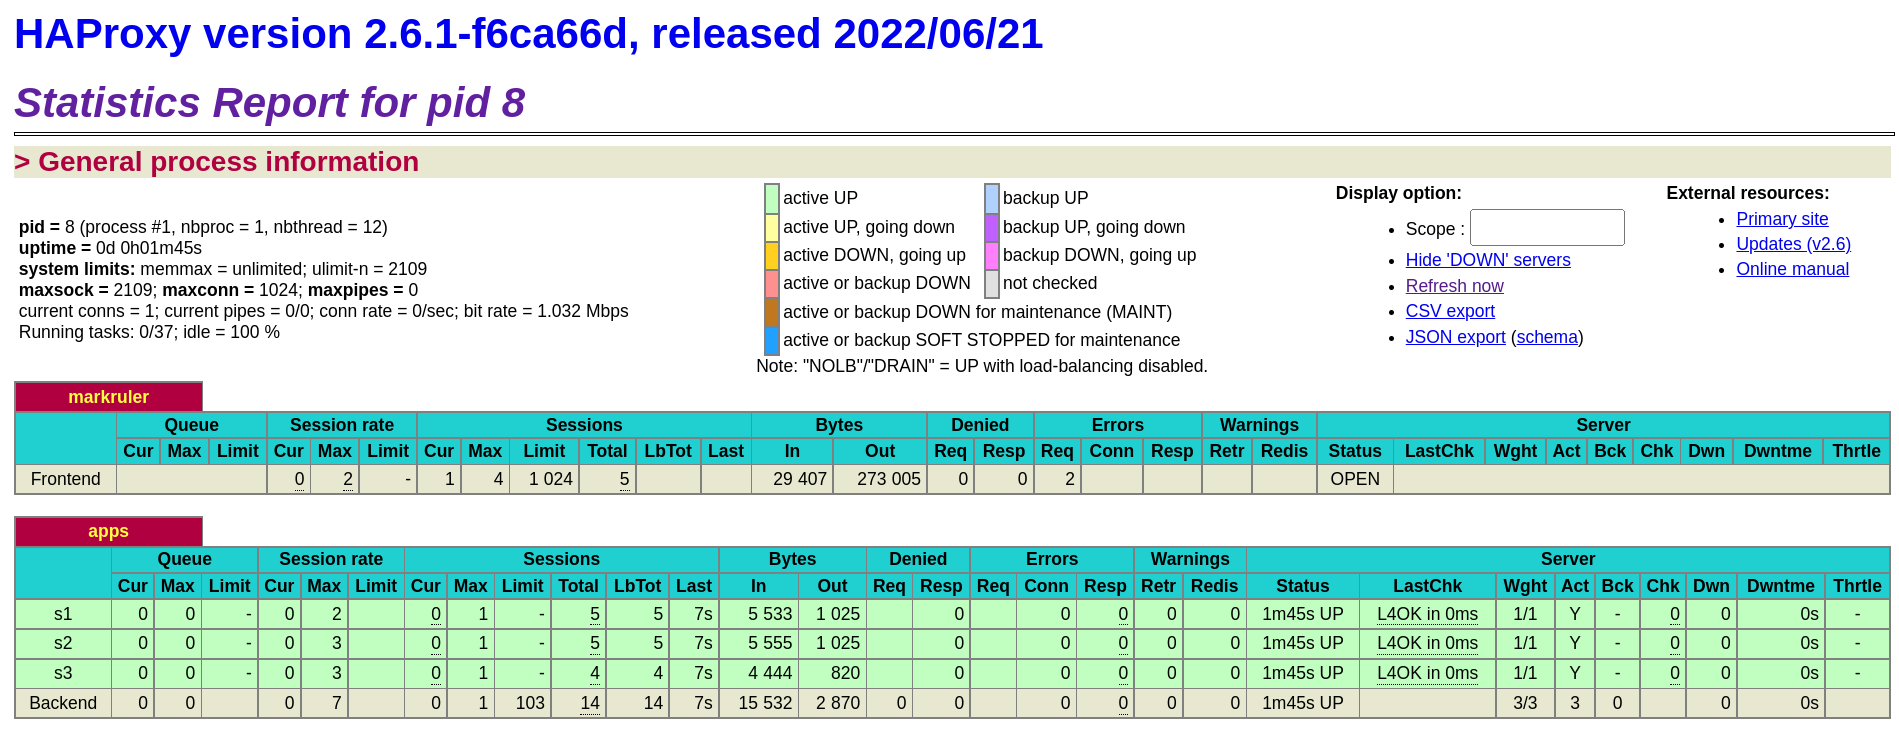 HAProxy version 2.6.1-f6ca66d, released 2022/06/21
Statistics Report for pid 8
> General process information
pid = 8 (process #1, nbproc = 1, nbthread = 12)
uptime = 0d 0h01m45s
system limits: memmax = unlimited; ulimit-n = 2109
maxsock = 2109; maxconn = 1024; maxpipes = 0
current conns = 1; current pipes = 0/0; conn rate = 0/sec; bit rate = 1.032 Mbps
Running tasks: 0/37; idle = 100 %
active UP backup UP
active UP, going down backup UP, going down
active DOWN, going up backup DOWN, going up
active or backup DOWN not checked
active or backup DOWN for maintenance (MAINT)
active or backup SOFT STOPPED for maintenance
Note: "NOLB"/"DRAIN" = UP with load-balancing disabled.
Display option:
• Scope :
• Hide 'DOWN' servers
• Refresh now
• CSV export
• JSON export (schema)
External resources:
• Primary site
• Updates (v2.6)
• Online manual
markruler
Queue Session rate Sessions Bytes Denied Errors Warnings Server
Cur Max Limit Cur Max Limit Cur Max Limit Total LbTot Last In Out Req Resp Req Conn Resp Retr Redis Status LastChk Wght Act Bck Chk Dwn Dwntme Thrtle
Frontend 0 2 - 1 4 1 024 5 29 407 273 005 0 0 2 OPEN
apps
Queue Session rate Sessions Bytes Denied Errors Warnings Server
Cur Max Limit Cur Max Limit Cur Max Limit Total LbTot Last In Out Req Resp Req Conn Resp Retr Redis Status LastChk Wght Act Bck Chk Dwn Dwntme Thrtle
s1 0 0 - 0 2 0 1 - 5 5 7s 5 533 1 025 0 0 0 0 0 1m45s UP L4OK in 0ms 1/1 Y - 0 0 0s -
s2 0 0 - 0 3 0 1 - 5 5 7s 5 555 1 025 0 0 0 0 0 1m45s UP L4OK in 0ms 1/1 Y - 0 0 0s -
s3 0 0 - 0 3 0 1 - 4 4 7s 4 444 820 0 0 0 0 0 1m45s UP L4OK in 0ms 1/1 Y - 0 0 0s -
Backend 0 0 0 7 0 1 103 14 14 7s 15 532 2 870 0 0 0 0 0 0 1m45s UP 3/3 3 0 0 0s